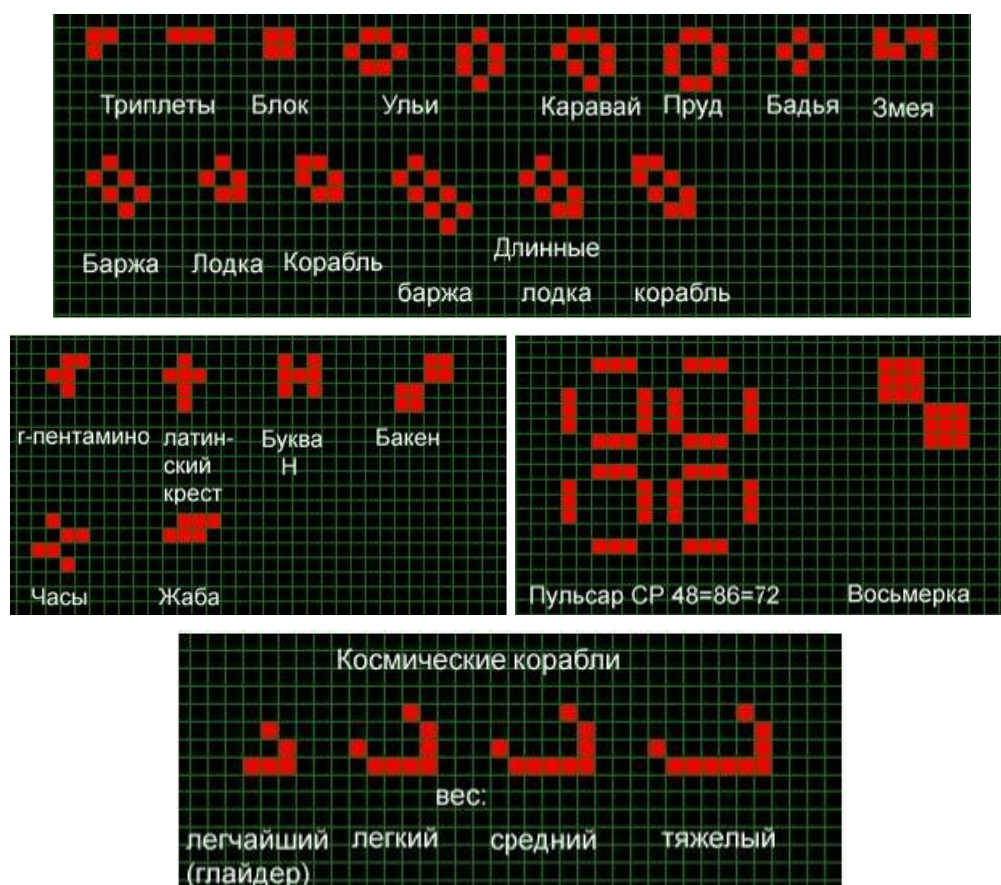 Триплеты Блок Ульи Каравай Пруд Бадья Змея
Баржа Лодка Корабль Длинные
баржа лодка корабль
г-пентамино латин-
ский
крест Буква
Н Бакен
Часы Жаба
Пульсар СР 48=86=72 Восьмерка
Космические корабли
вес:
легчайший легкий средний тяжелый
(глайдер)